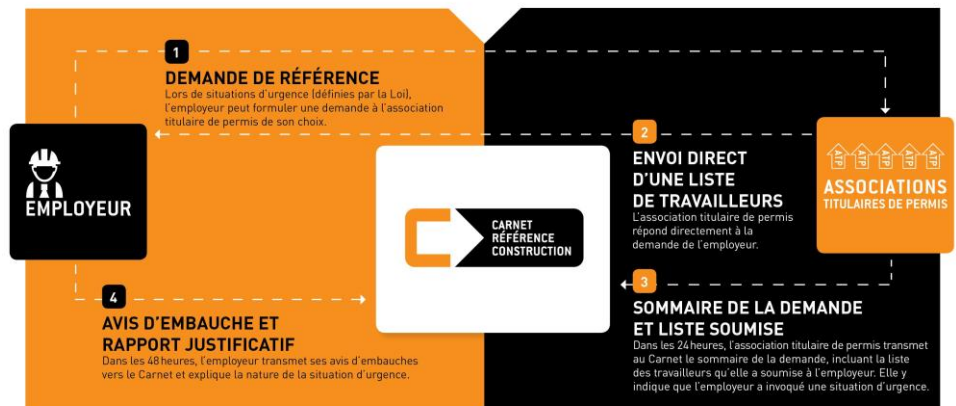 1
DEMANDE DE RÉFÉRENCE
Lors de situations d'urgence (définies par la Loi),
l'employeur peut formuler une demande à l'association
titulaire de permis de son choix.
EMPLOYEUR
2
ENVOI DIRECT
D'UNE LISTE
DE TRAVAILLEURS
L'association titulaire de permis
répond directement à la
demande de l'employeur.
ATP ATP ATP ATP ATP
ASSOCIATIONS
TITULAIRES DE PERMIS
CARNET
RÉFÉRENCE
CONSTRUCTION
3
SOMMAIRE DE LA DEMANDE
ET LISTE SOUMISE
Dans les 24 heures, l'association titulaire de permis transmet
au Carnet le sommaire de la demande, incluant la liste
des travailleurs qu'elle a soumise à l'employeur. Elle y
indique que l'employeur a invoqué une situation d'urgence.
4
AVIS D'EMBAUCHE ET
RAPPORT JUSTIFICATIF
Dans les 48 heures, l'employeur transmet ses avis d'embauches
vers le Carnet et explique la nature de la situation d'urgence.